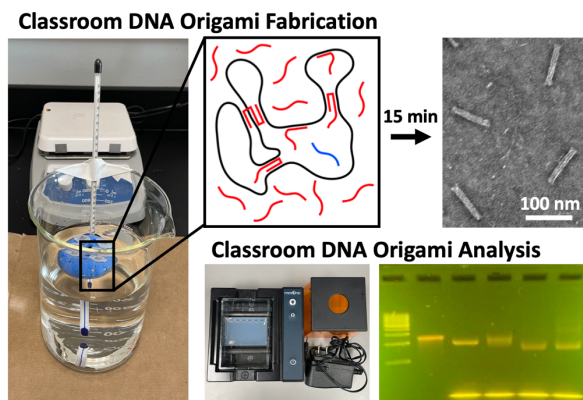 Classroom DNA Origami Fabrication
15 min
100 nm
Classroom DNA Origami Analysis